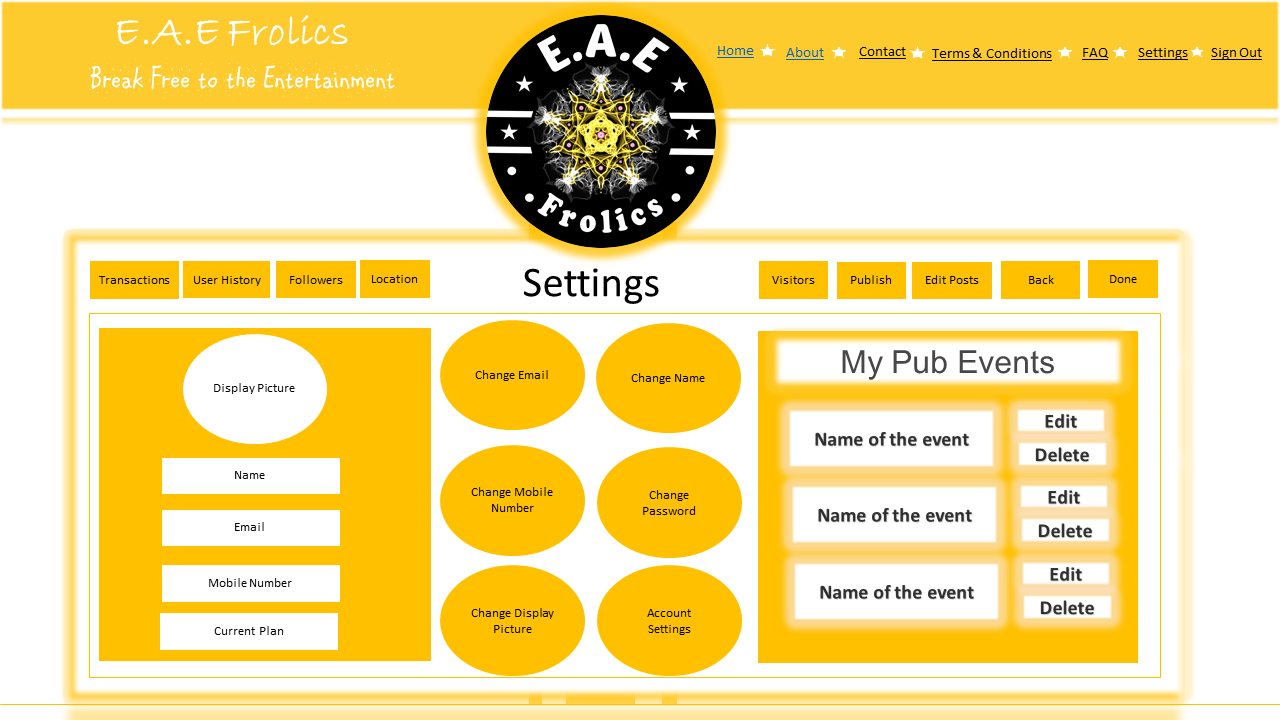 E.A.E Frolics
Break Free to the Entertainment
E.A.E
Frolics
Home
About
Contact
Terms & Conditions
FAQ
Settings
Sign Out
Transactions
User History
Followers
Location
Settings
Visitors
Publish
Edit Posts
Back
Done
Display Picture
Name
Email
Mobile Number
Current Plan
Change Email
Change Name
Change Mobile
Number
Change
Password
Change Display
Picture
Account
Settings
My Pub Events
Name of the event
Edit
Delete
Name of the event
Edit
Delete
Name of the event
Edit
Delete